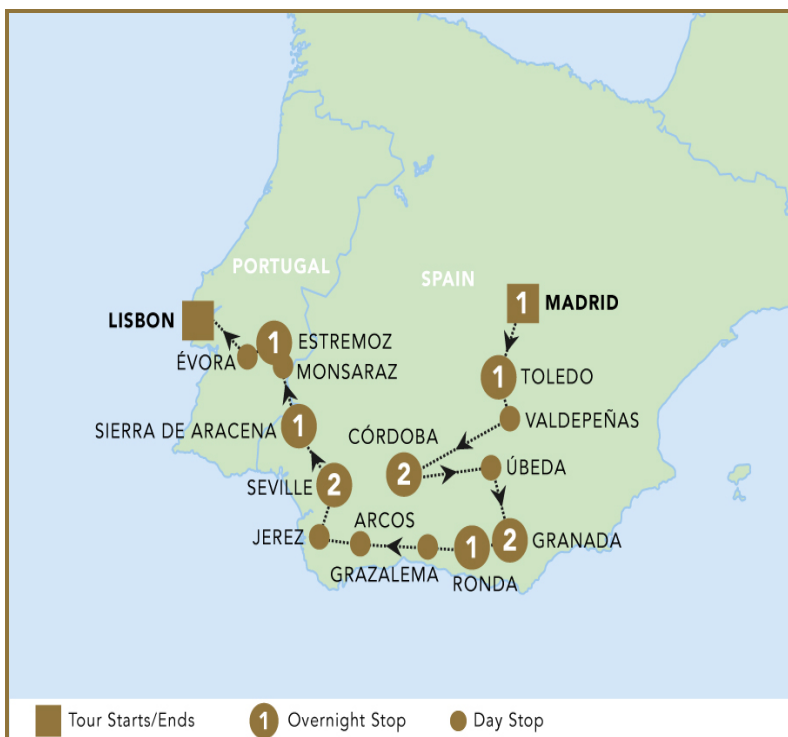 PORTUGAL
SPAIN
1
MADRID
LISBON
1
ESTREMOZ
ÉVORA
MONSARAZ
1
TOLEDO
VALDEPEÑAS
SIERRA DE ARACENA
1
CÓRDOBA
2
ÚBEDA
SEVILLE
2
JEREZ
ARCOS
GRAZALEMA
1
RONDA
2
GRANADA
Tour Starts/Ends
1
Overnight Stop
Day Stop